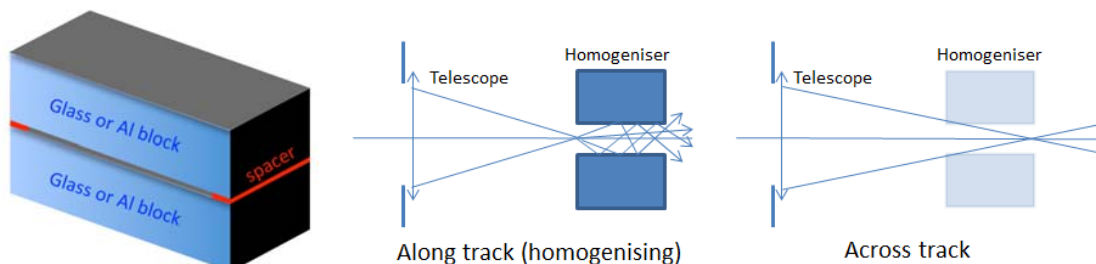 Glass or Al block
spacer
Glass or Al block
Homogeniser
Telescope
Along track (homogenising)
Homogeniser
Telescope
Across track